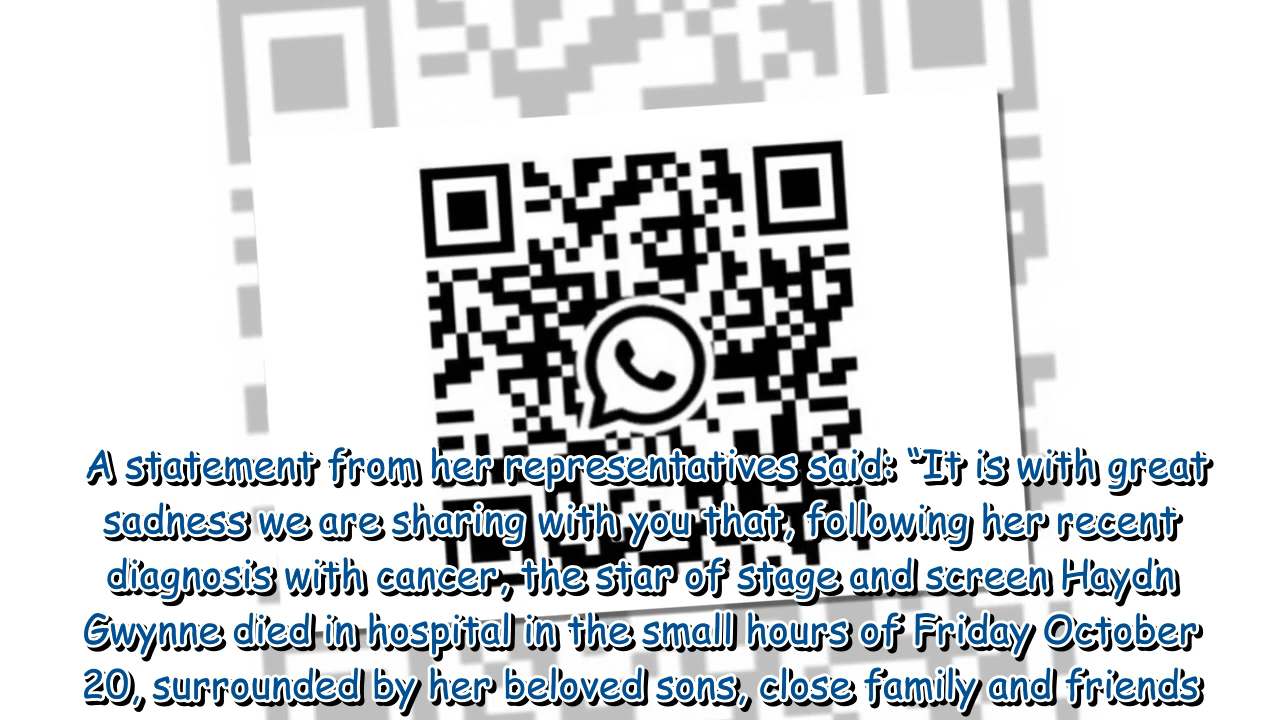 A statement from her representatives said: “It is with great
sadness we are sharing with you that, following her recent
diagnosis with cancer, the star of stage and screen Haydn
Gwynne died in hospital in the small hours of Friday October
20, surrounded by her beloved sons, close family and friends